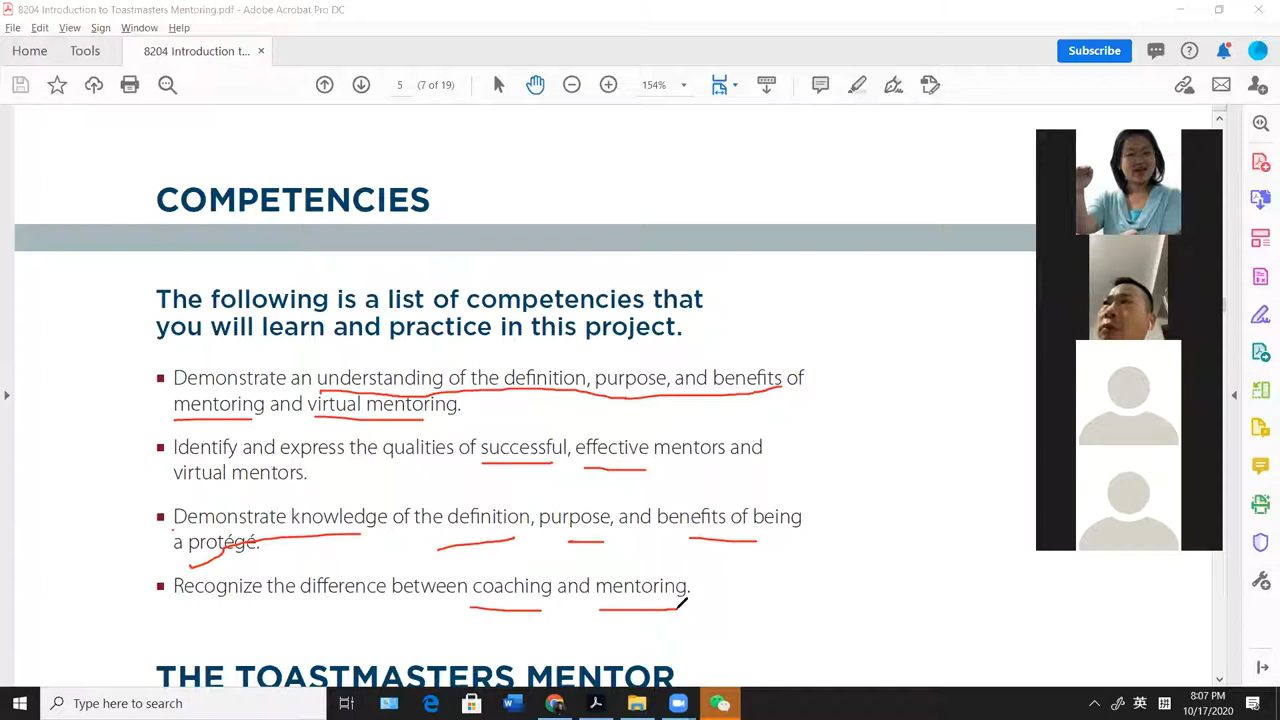 8204 Introduction to Toastmasters Mentoring.pdf - Adobe Acrobat Pro DC
File Edit View Sign Window Help
Home Tools 8204 Introduction t... ×
Subscribe
5 (7 of 19) 154%
COMPETENCIES
The following is a list of competencies that
you will learn and practice in this project.
Demonstrate an understanding of the definition, purpose, and benefits of
mentoring and virtual mentoring.
Identify and express the qualities of successful, effective mentors and
virtual mentors.
Demonstrate knowledge of the definition, purpose, and benefits of being
a protégé.
Recognize the difference between coaching and mentoring.
THE TOASTMASTERS MENTOR
Type here to search
英 拼 8:07 PM
10/17/2020